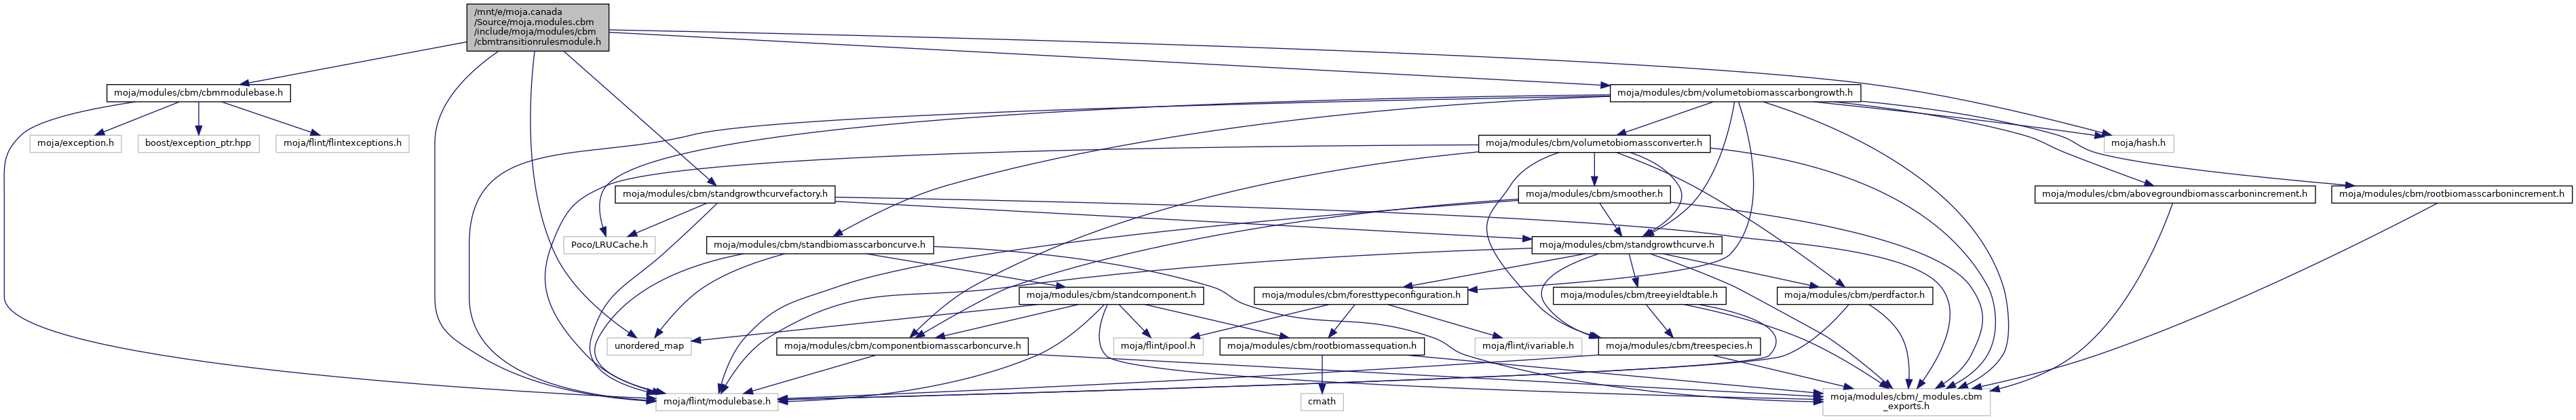 /mnt/e/moja.canada
/Source/moja.modules.cbm
/include/moja/modules/cbm
/cbmtransitionrulesmodule.h
moja/modules/cbm/cbmmodulebase.h
moja/modules/cbm/volumetobiomasscarbongrowth.h
moja/exception.h
boost/exception_ptr.hpp
moja/flint/flintexceptions.h
moja/modules/cbm/volumetobiomassconverter.h
moja/hash.h
moja/modules/cbm/standgrowthcurvefactory.h
moja/modules/cbm/smoother.h
moja/modules/cbm/abovegroundbiomasscarbonincrement.h
moja/modules/cbm/rootbiomasscarbonincrement.h
Poco/LRUCache.h
moja/modules/cbm/standbiomasscarboncurve.h
moja/modules/cbm/standgrowthcurve.h
moja/modules/cbm/standcomponent.h
moja/modules/cbm/foresttypeconfiguration.h
moja/modules/cbm/treeyieldtable.h
moja/modules/cbm/perdfactor.h
unordered_map
moja/modules/cbm/componentbiomasscarboncurve.h
moja/flint/ipool.h
moja/modules/cbm/rootbiomassequation.h
moja/flint/ivariable.h
moja/modules/cbm/treespecies.h
moja/flint/modulebase.h
cmath
moja/modules/cbm/_modules.cbm
_exports.h